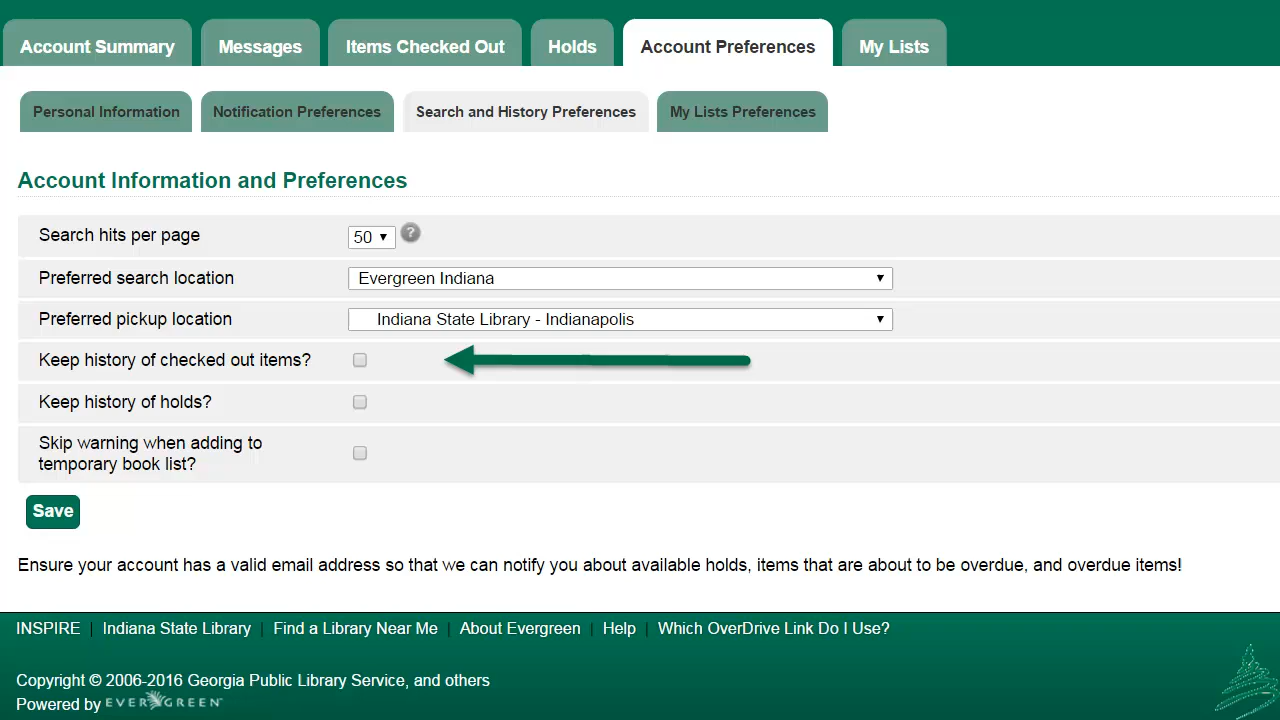 Account Summary Messages Items Checked Out Holds Account Preferences My Lists
Personal Information Notification Preferences Search and History Preferences My Lists Preferences
Account Information and Preferences
Search hits per page 50 ?
Preferred search location Evergreen Indiana
Preferred pickup location Indiana State Library - Indianapolis
Keep history of checked out items?
Keep history of holds?
Skip warning when adding to
temporary book list?
Save
Ensure your account has a valid email address so that we can notify you about available holds, items that are about to be overdue, and overdue items!
INSPIRE | Indiana State Library | Find a Library Near Me | About Evergreen | Help | Which OverDrive Link Do I Use?
Copyright © 2006-2016 Georgia Public Library Service, and others
Powered by EVERGREEN